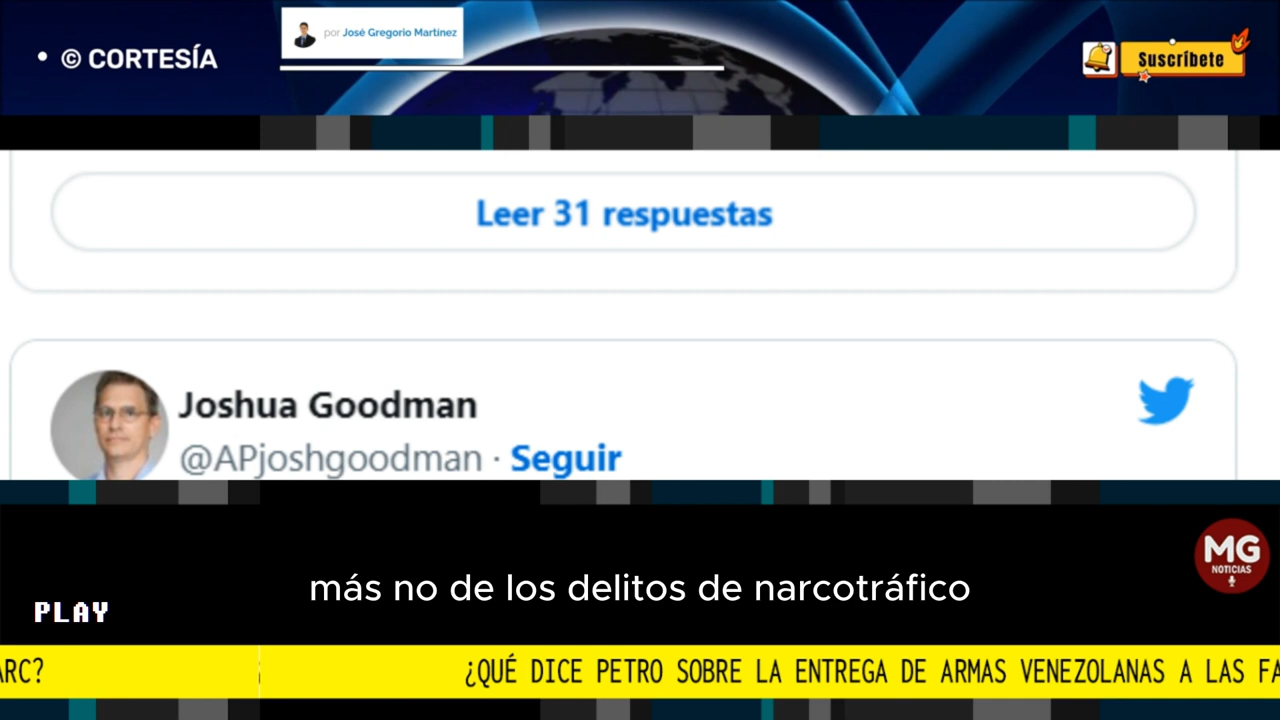 • © CORTESÍA
por José Gregorio Martínez
Suscríbete
Leer 31 respuestas
Joshua Goodman
@APjoshgoodman · Seguir
más no de los delitos de narcotráfico
MG
NOTICIAS
PLAY
ARC? ¿QUÉ DICE PETRO SOBRE LA ENTREGA DE ARMAS VENEZOLANAS A LAS FA